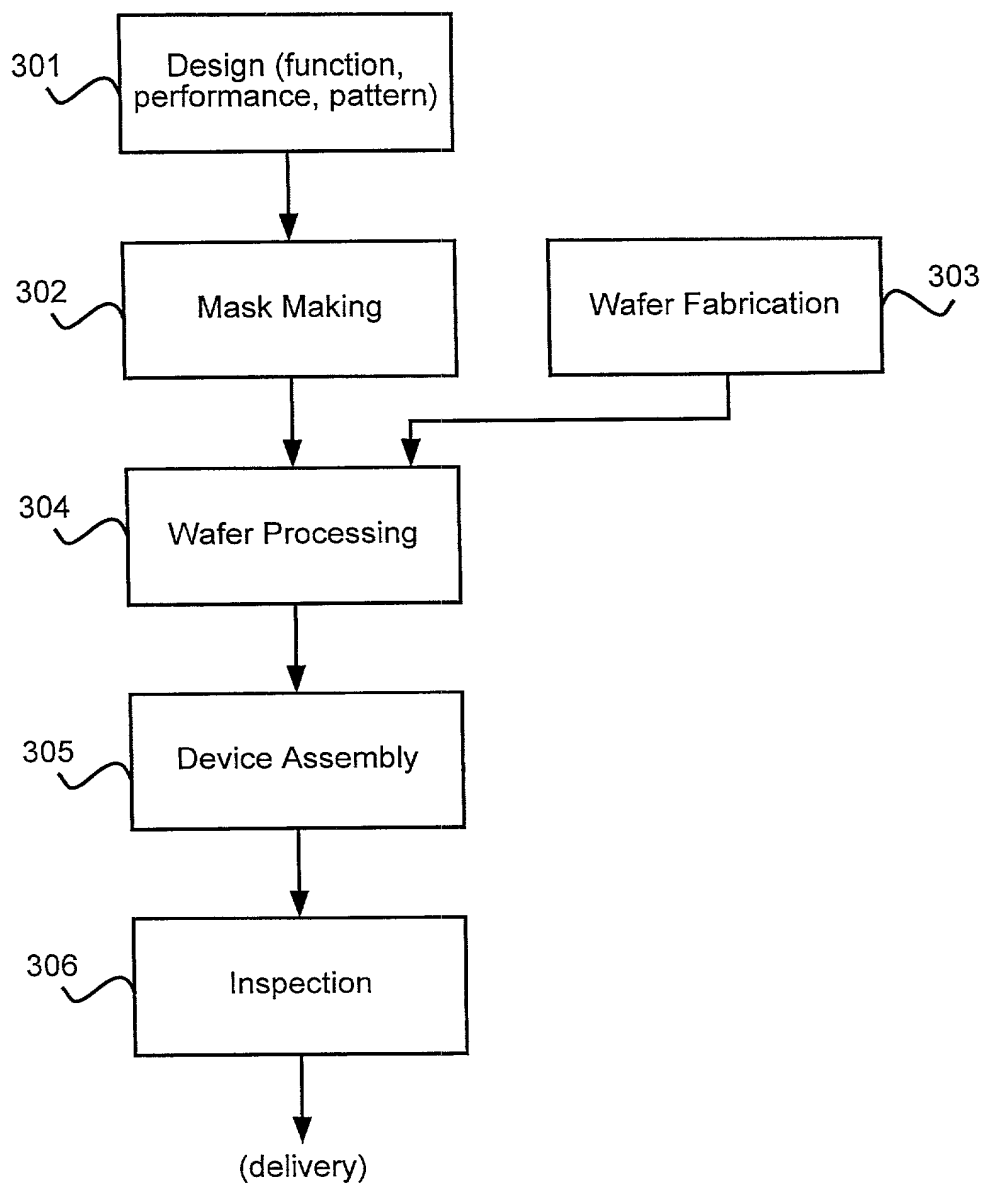 301
Design (function,
performance, pattern)
302
Mask Making
Wafer Fabrication
303
304
Wafer Processing
305
Device Assembly
306
Inspection
(delivery)